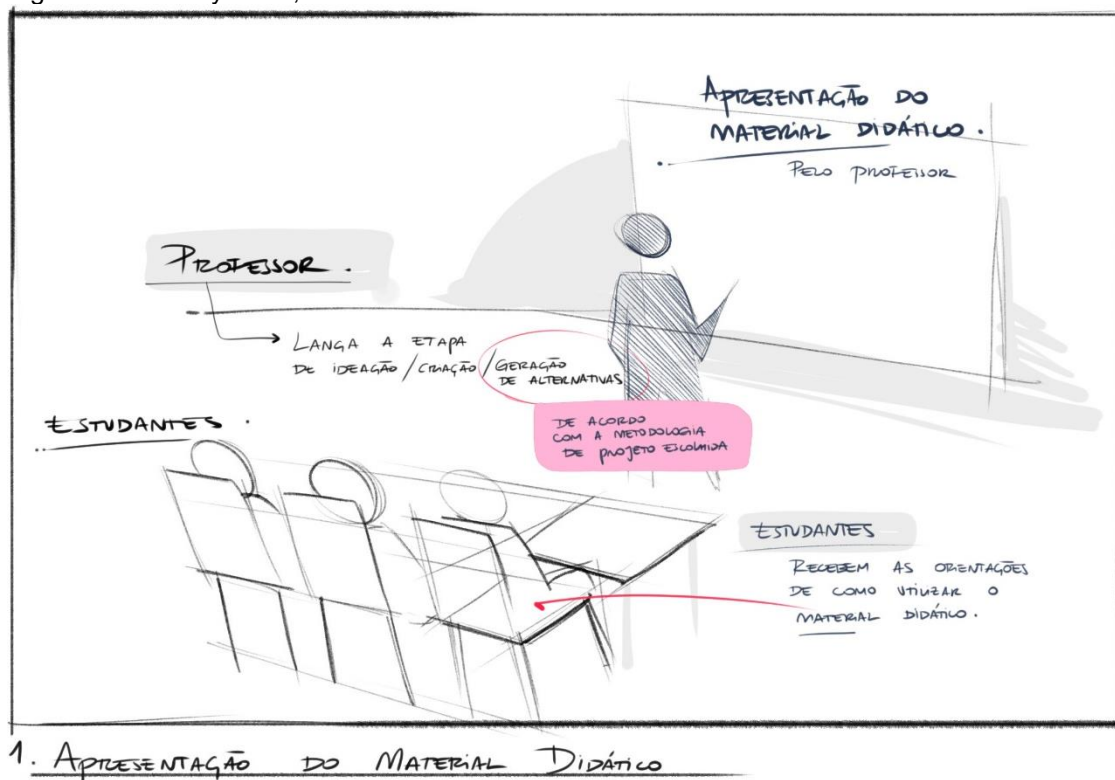 APRESENTAÇÃO DO
MATERIAL DIDÁTICO.
PELO PROFESSOR
PROFESSOR.
LANÇA A ETAPA
DE IDEAÇÃO/CRIAÇÃO/GERAÇÃO
DE ALTERNATIVAS
DE ACORDO
COM A METODOLOGIA
DE PROJETO ESCOLHIDA
ESTUDANTES.
ESTUDANTES
RECEBEM AS ORIENTAÇÕES
DE COMO UTILIZAR O
MATERIAL DIDÁTICO.
1. APRESENTAÇÃO DO MATERIAL DIDÁTICO